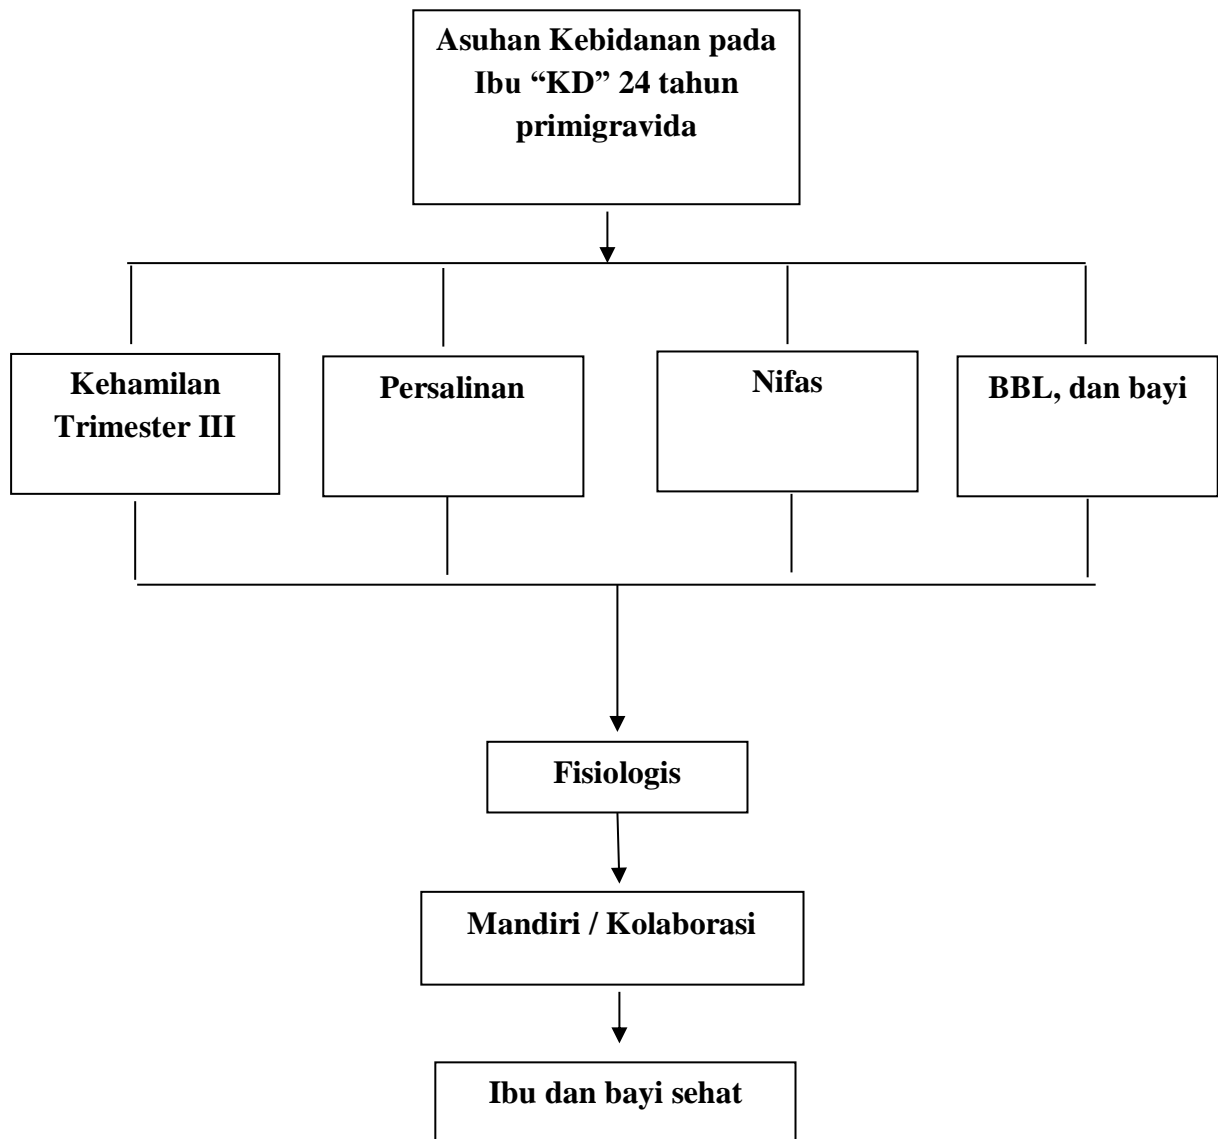 Asuhan Kebidanan pada
Ibu “KD” 24 tahun
primigravida
Kehamilan
Trimester III
Persalinan
Nifas
BBL, dan bayi
Fisiologis
Mandiri / Kolaborasi
Ibu dan bayi sehat